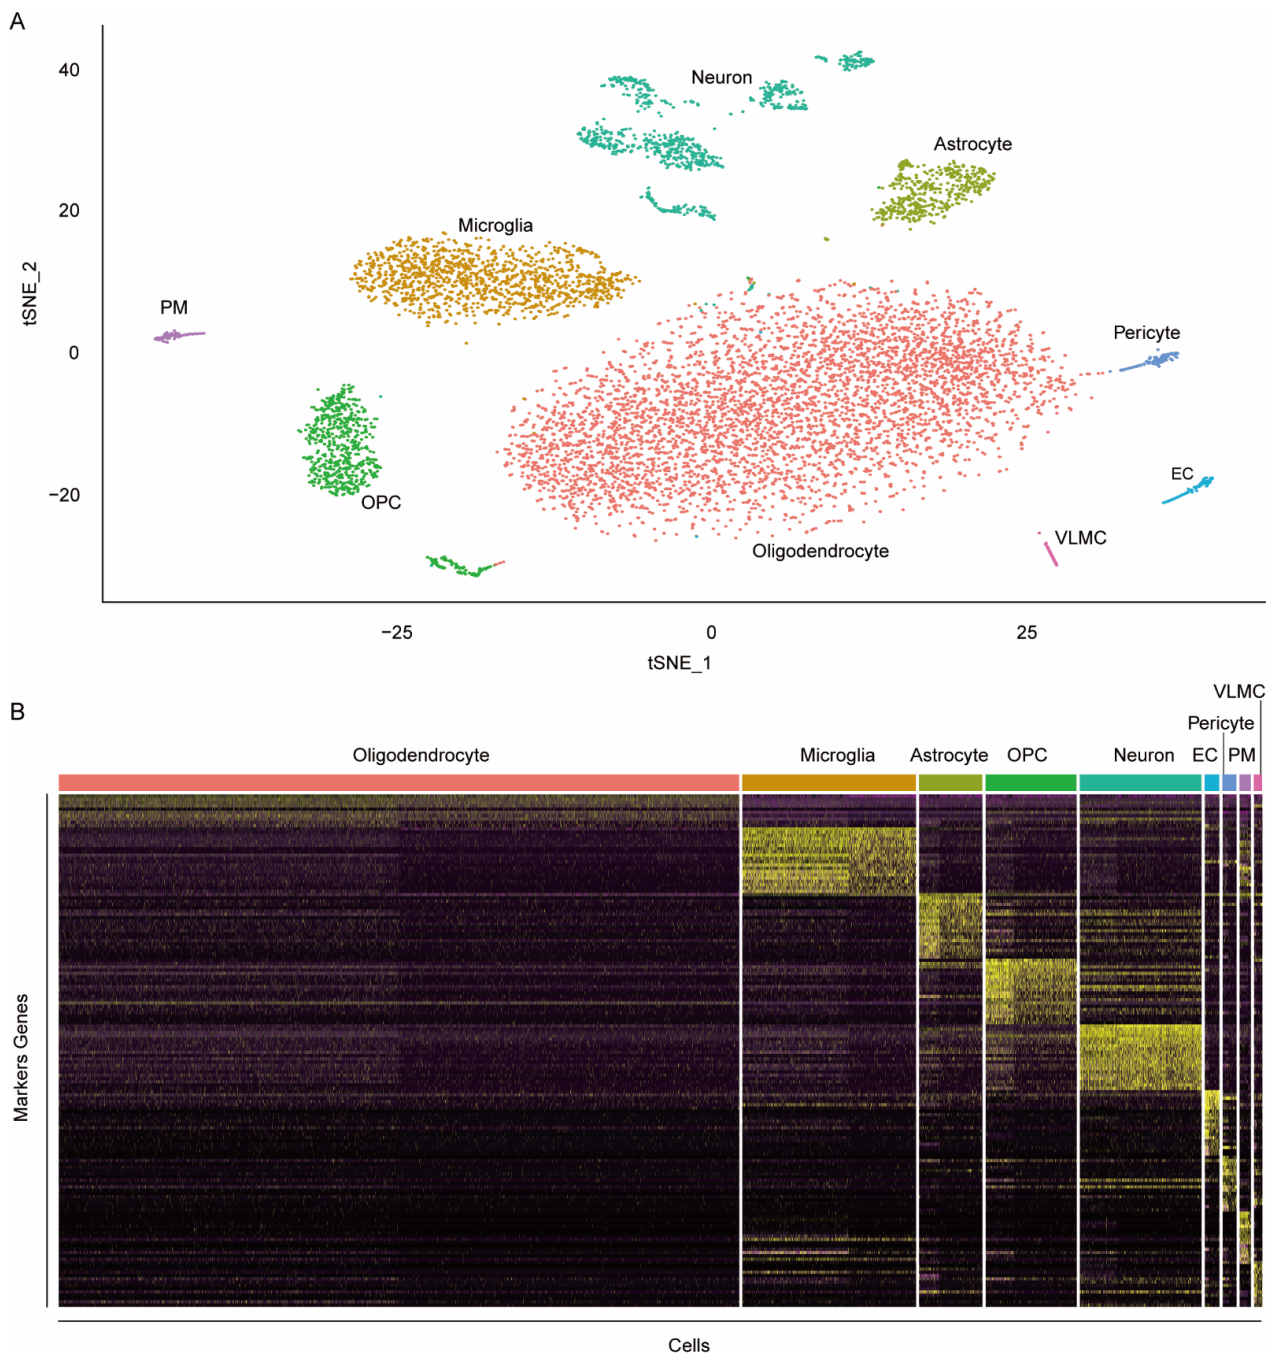 A
40
Neuron
Astrocyte
20
Microglia
tSNE_2
PM
0
Pericyte
−20
EC
OPC
VLMC
Oligodendrocyte
−25
0
25
tSNE_1
VLMC
B
Pericyte
Oligodendrocyte
Microglia
Astrocyte
OPC
Neuron
EC
PM
Markers Genes
Cells